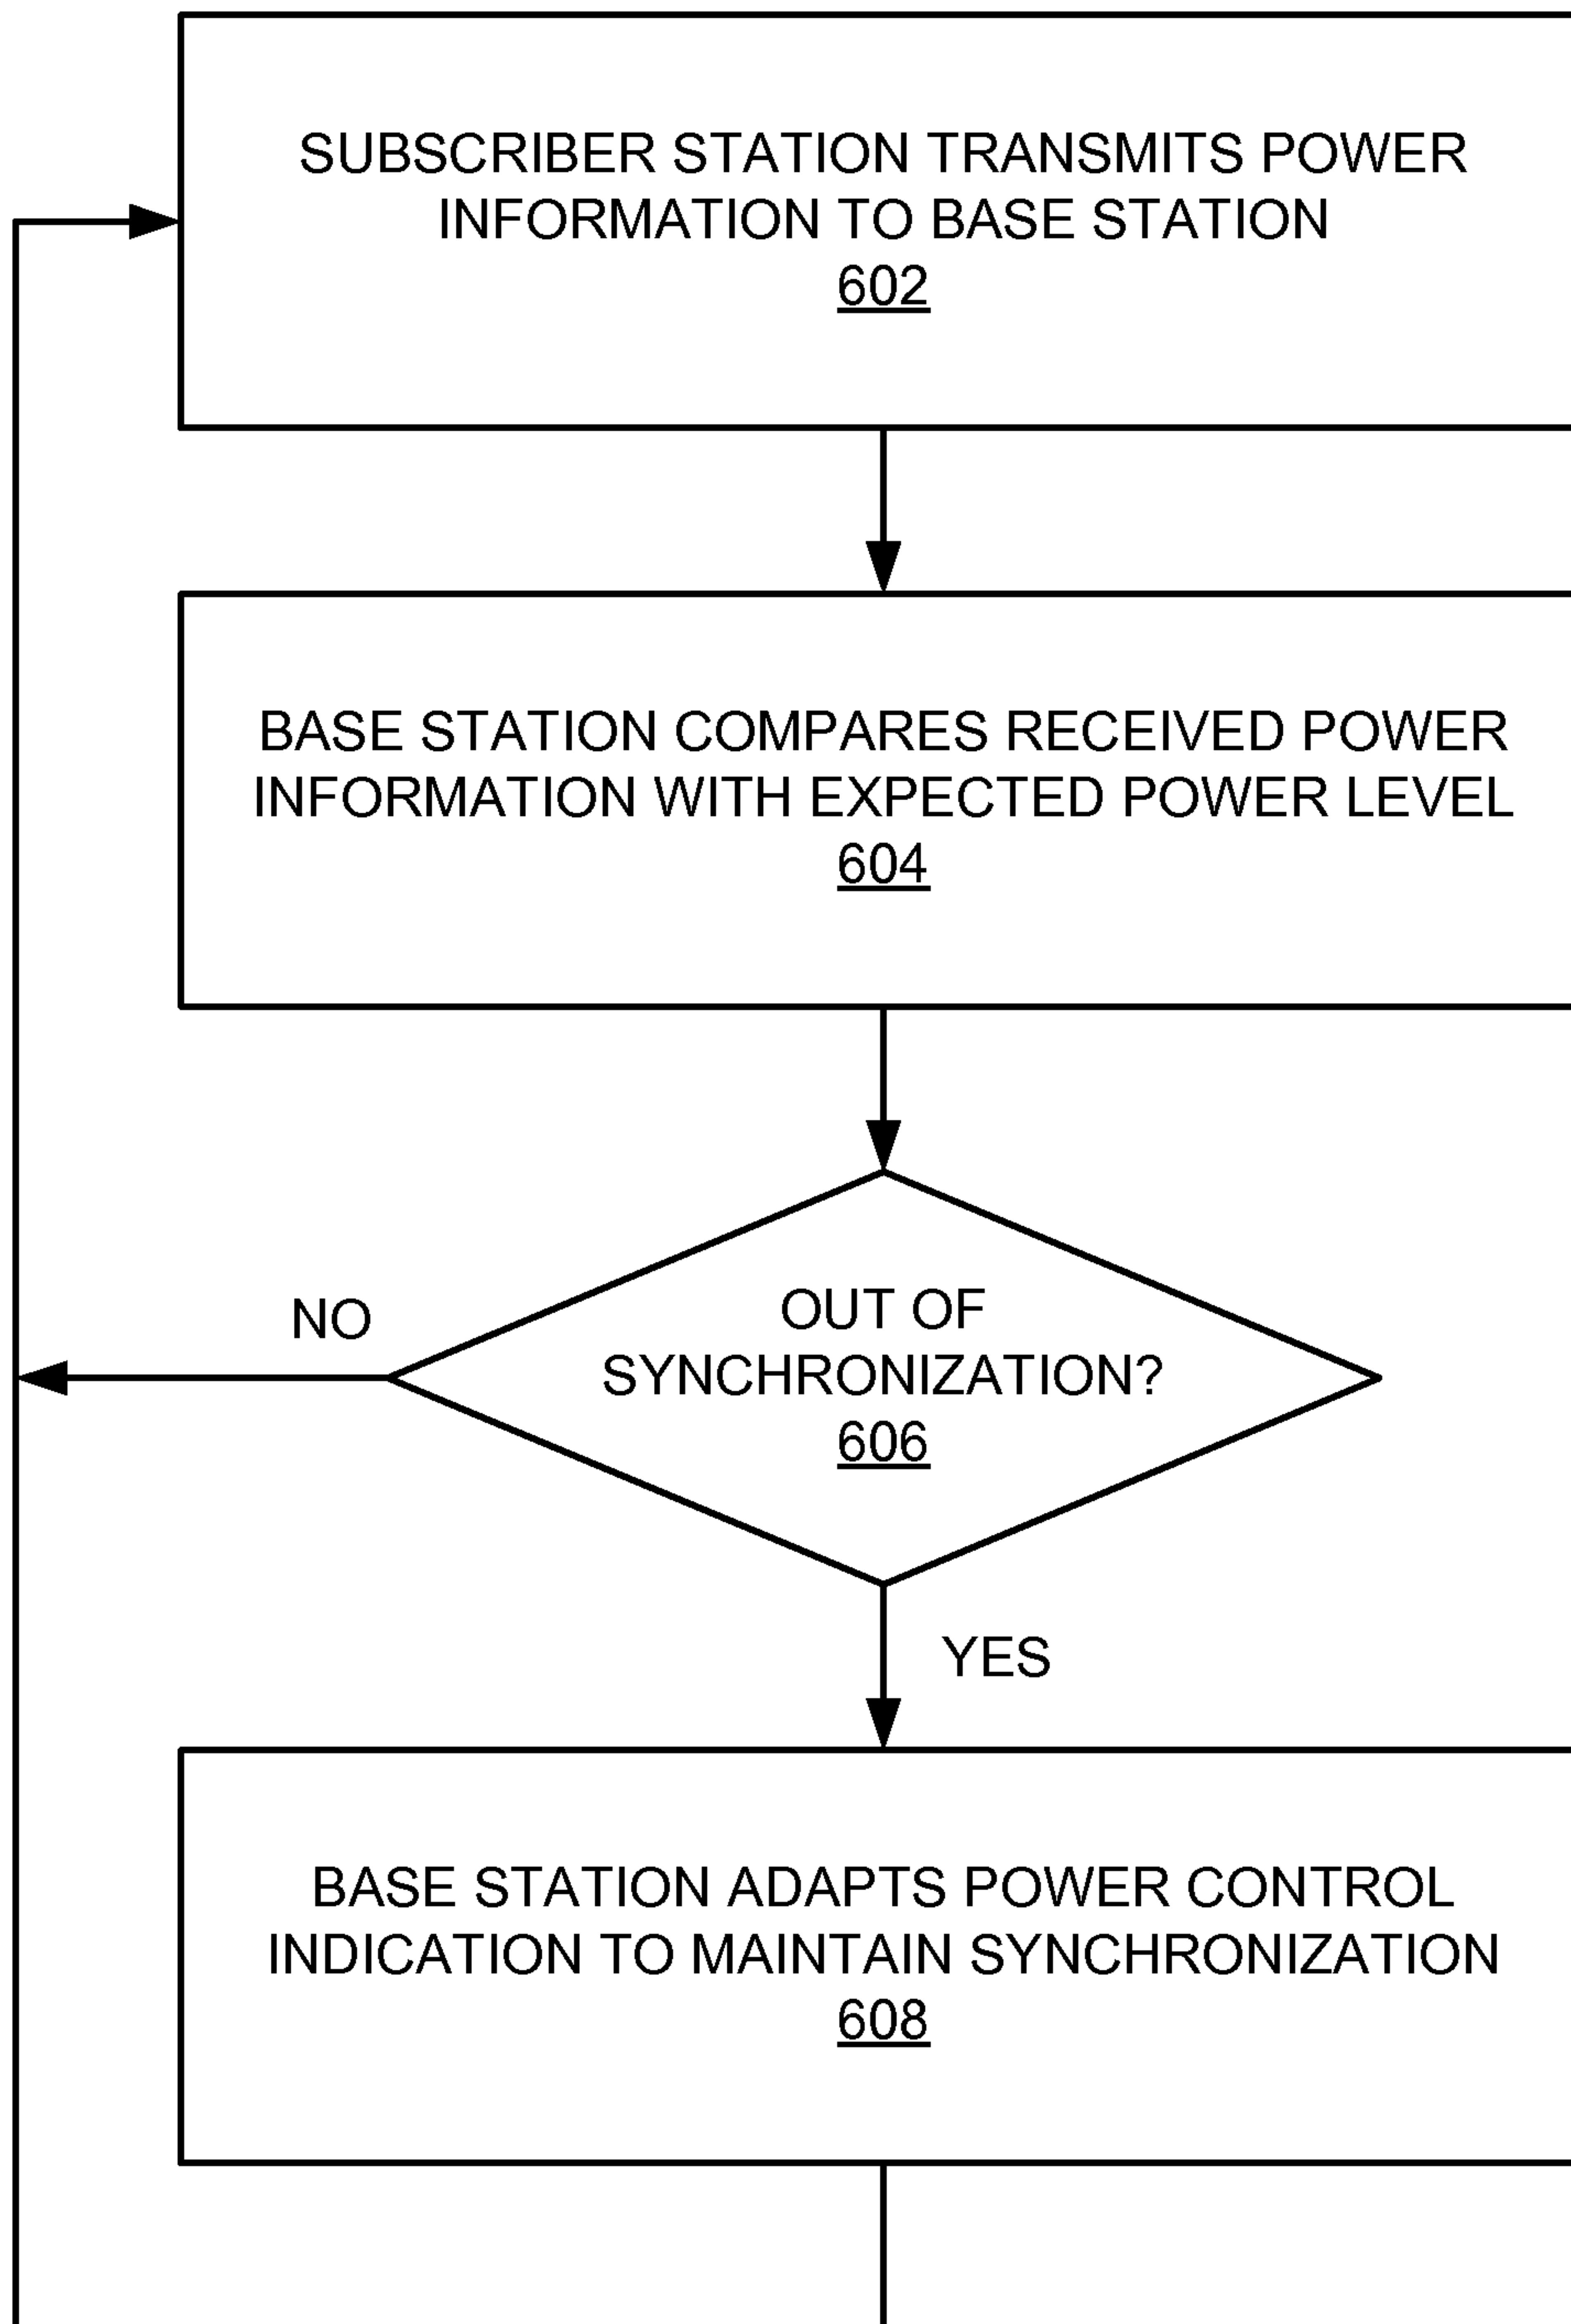 SUBSCRIBER STATION TRANSMITS POWER
INFORMATION TO BASE STATION
602
BASE STATION COMPARES RECEIVED POWER
INFORMATION WITH EXPECTED POWER LEVEL
604
OUT OF
SYNCHRONIZATION?
606
NO
YES
BASE STATION ADAPTS POWER CONTROL
INDICATION TO MAINTAIN SYNCHRONIZATION
608